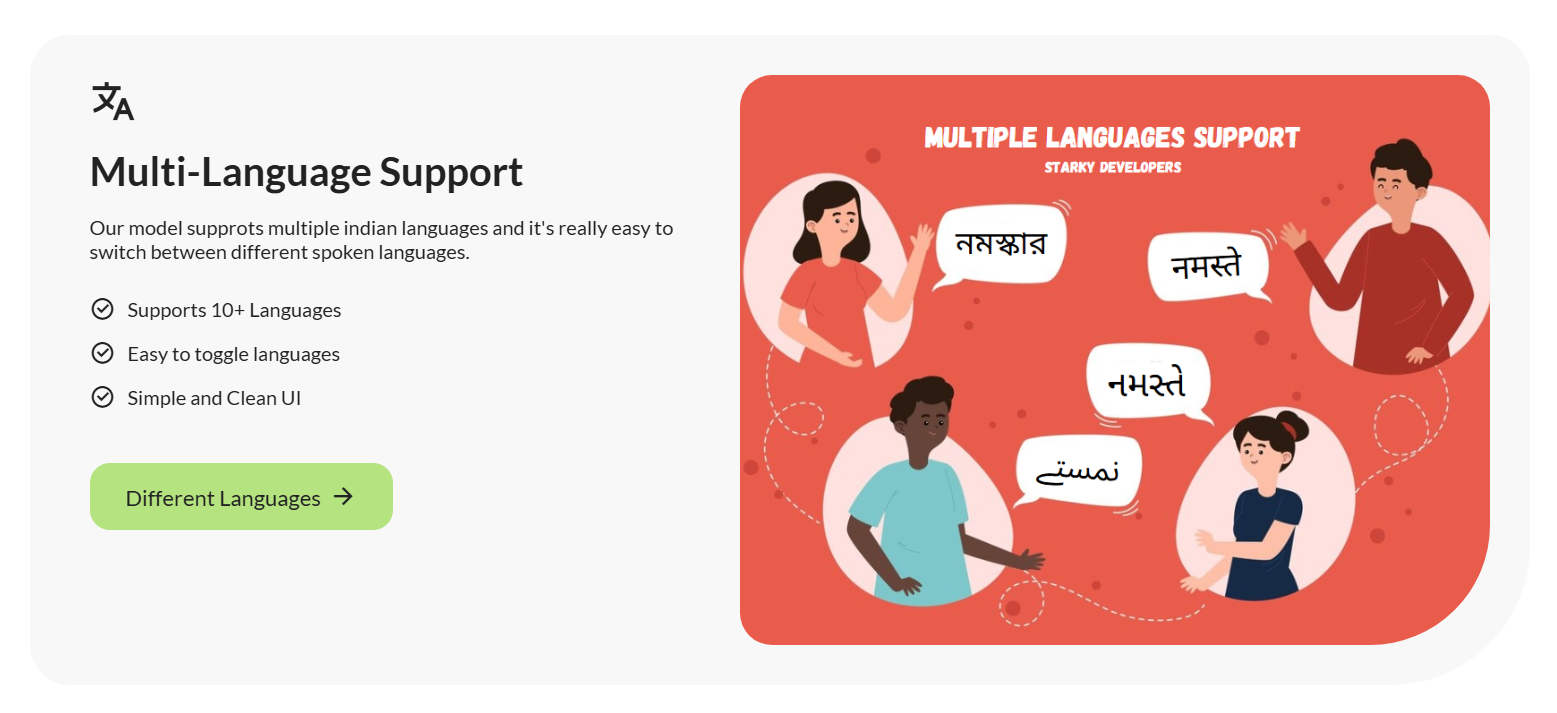 Multi-Language Support
Our model supprots multiple indian languages and it's really easy to
switch between different spoken languages.
Supports 10+ Languages
Easy to toggle languages
Simple and Clean UI
Different Languages
MULTIPLE LANGUAGES SUPPORT
STARKY DEVELOPERS
নমস্কার
नमस्ते
નમસ્તે
نمستے